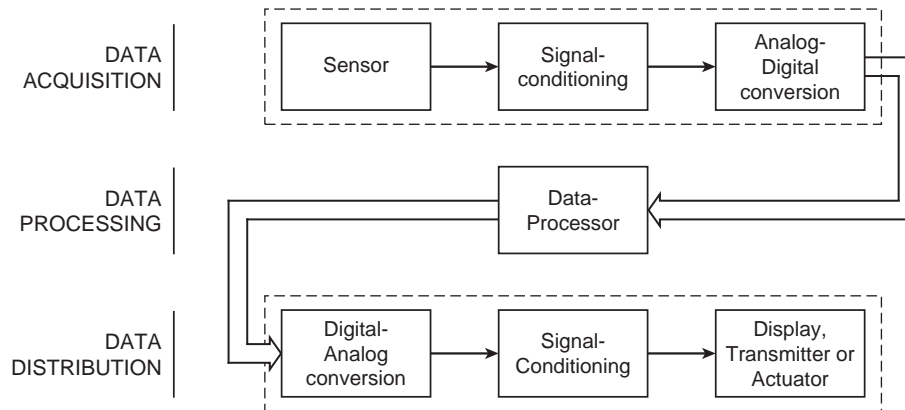 DATA
ACQUISITION
Sensor
Signal-
conditioning
Analog-
Digital
conversion
DATA
PROCESSING
Data-
Processor
DATA
DISTRIBUTION
Digital-
Analog
conversion
Signal-
Conditioning
Display,
Transmitter or
Actuator